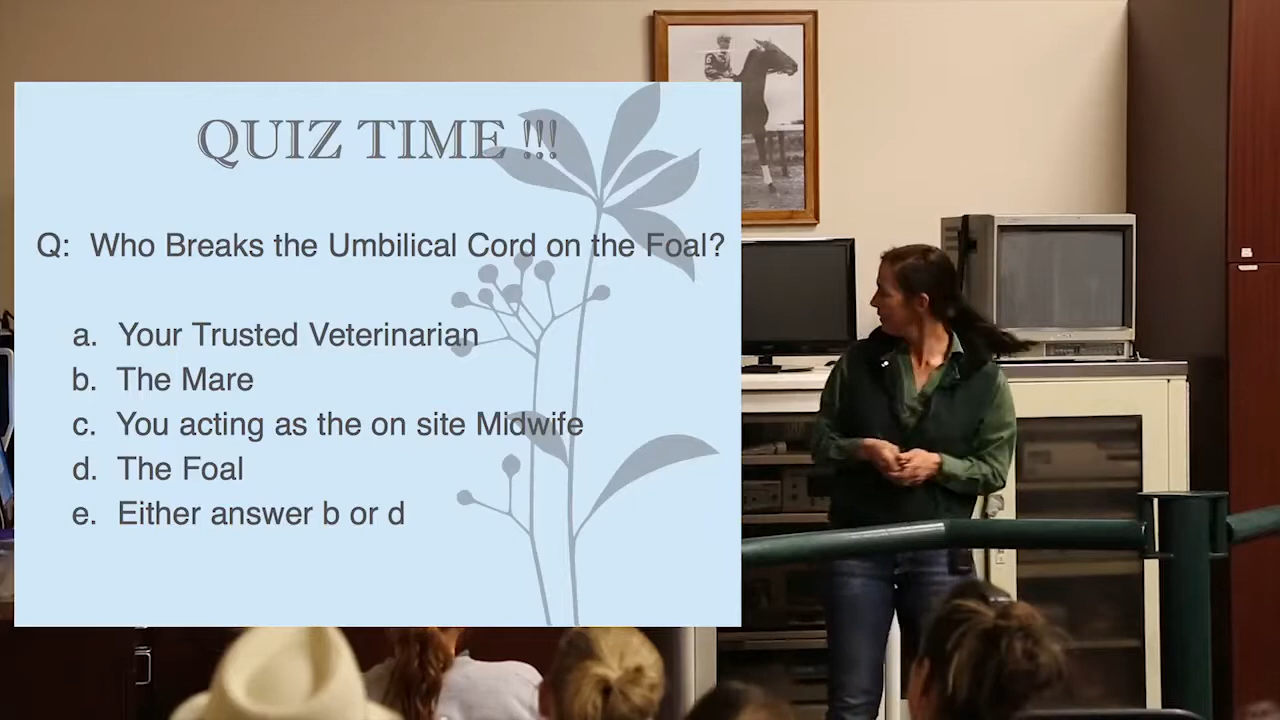 QUIZ TIME !!!
Q: Who Breaks the Umbilical Cord on the Foal?
a. Your Trusted Veterinarian
b. The Mare
c. You acting as the on site Midwife
d. The Foal
e. Either answer b or d